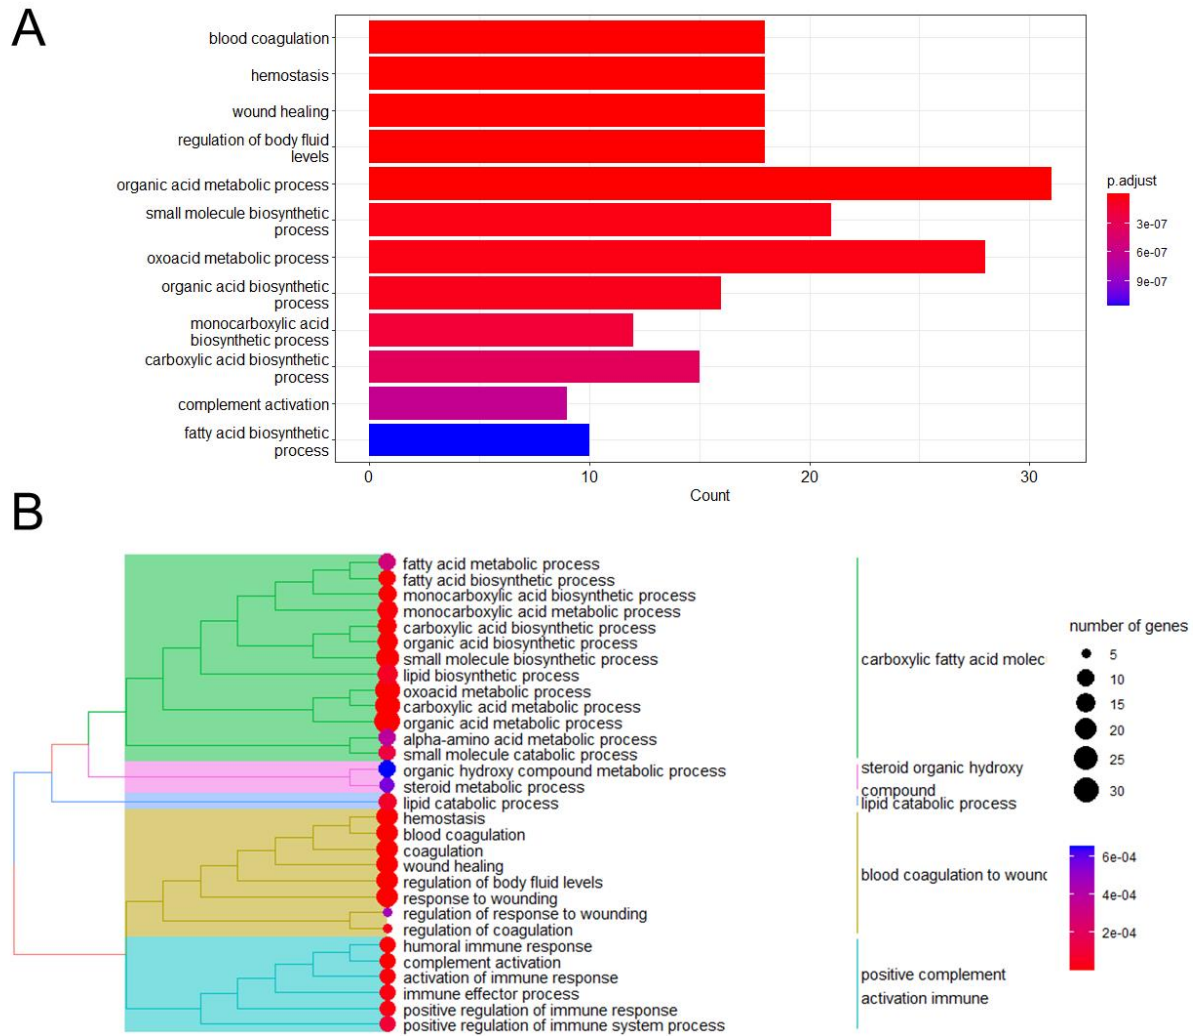 A
blood coagulation
hemostasis
wound healing
regulation of body fluid
levels
organic acid metabolic process
small molecule biosynthetic
process
oxoacid metabolic process
organic acid biosynthetic
process
monocarboxylic acid
biosynthetic process
carboxylic acid biosynthetic
process
complement activation
fatty acid biosynthetic
process
0 10 20 30
Count
p.adjust
3e-07
6e-07
9e-07
B
fatty acid metabolic process
fatty acid biosynthetic process
monocarboxylic acid biosynthetic process
monocarboxylic acid metabolic process
carboxylic acid biosynthetic process
organic acid biosynthetic process
small molecule biosynthetic process
lipid biosynthetic process
oxoacid metabolic process
carboxylic acid metabolic process
organic acid metabolic process
alpha-amino acid metabolic process
small molecule catabolic process
organic hydroxy compound metabolic process
steroid metabolic process
lipid catabolic process
hemostasis
blood coagulation
coagulation
wound healing
regulation of body fluid levels
response to wounding
regulation of response to wounding
regulation of coagulation
humoral immune response
complement activation
activation of immune response
immune effector process
positive regulation of immune response
positive regulation of immune system process
carboxylic fatty acid molec
steroid organic hydroxy
compound
lipid catabolic process
blood coagulation to wound
positive complement
activation immune
number of genes
5
10
15
20
25
30
6e-04
4e-04
2e-04